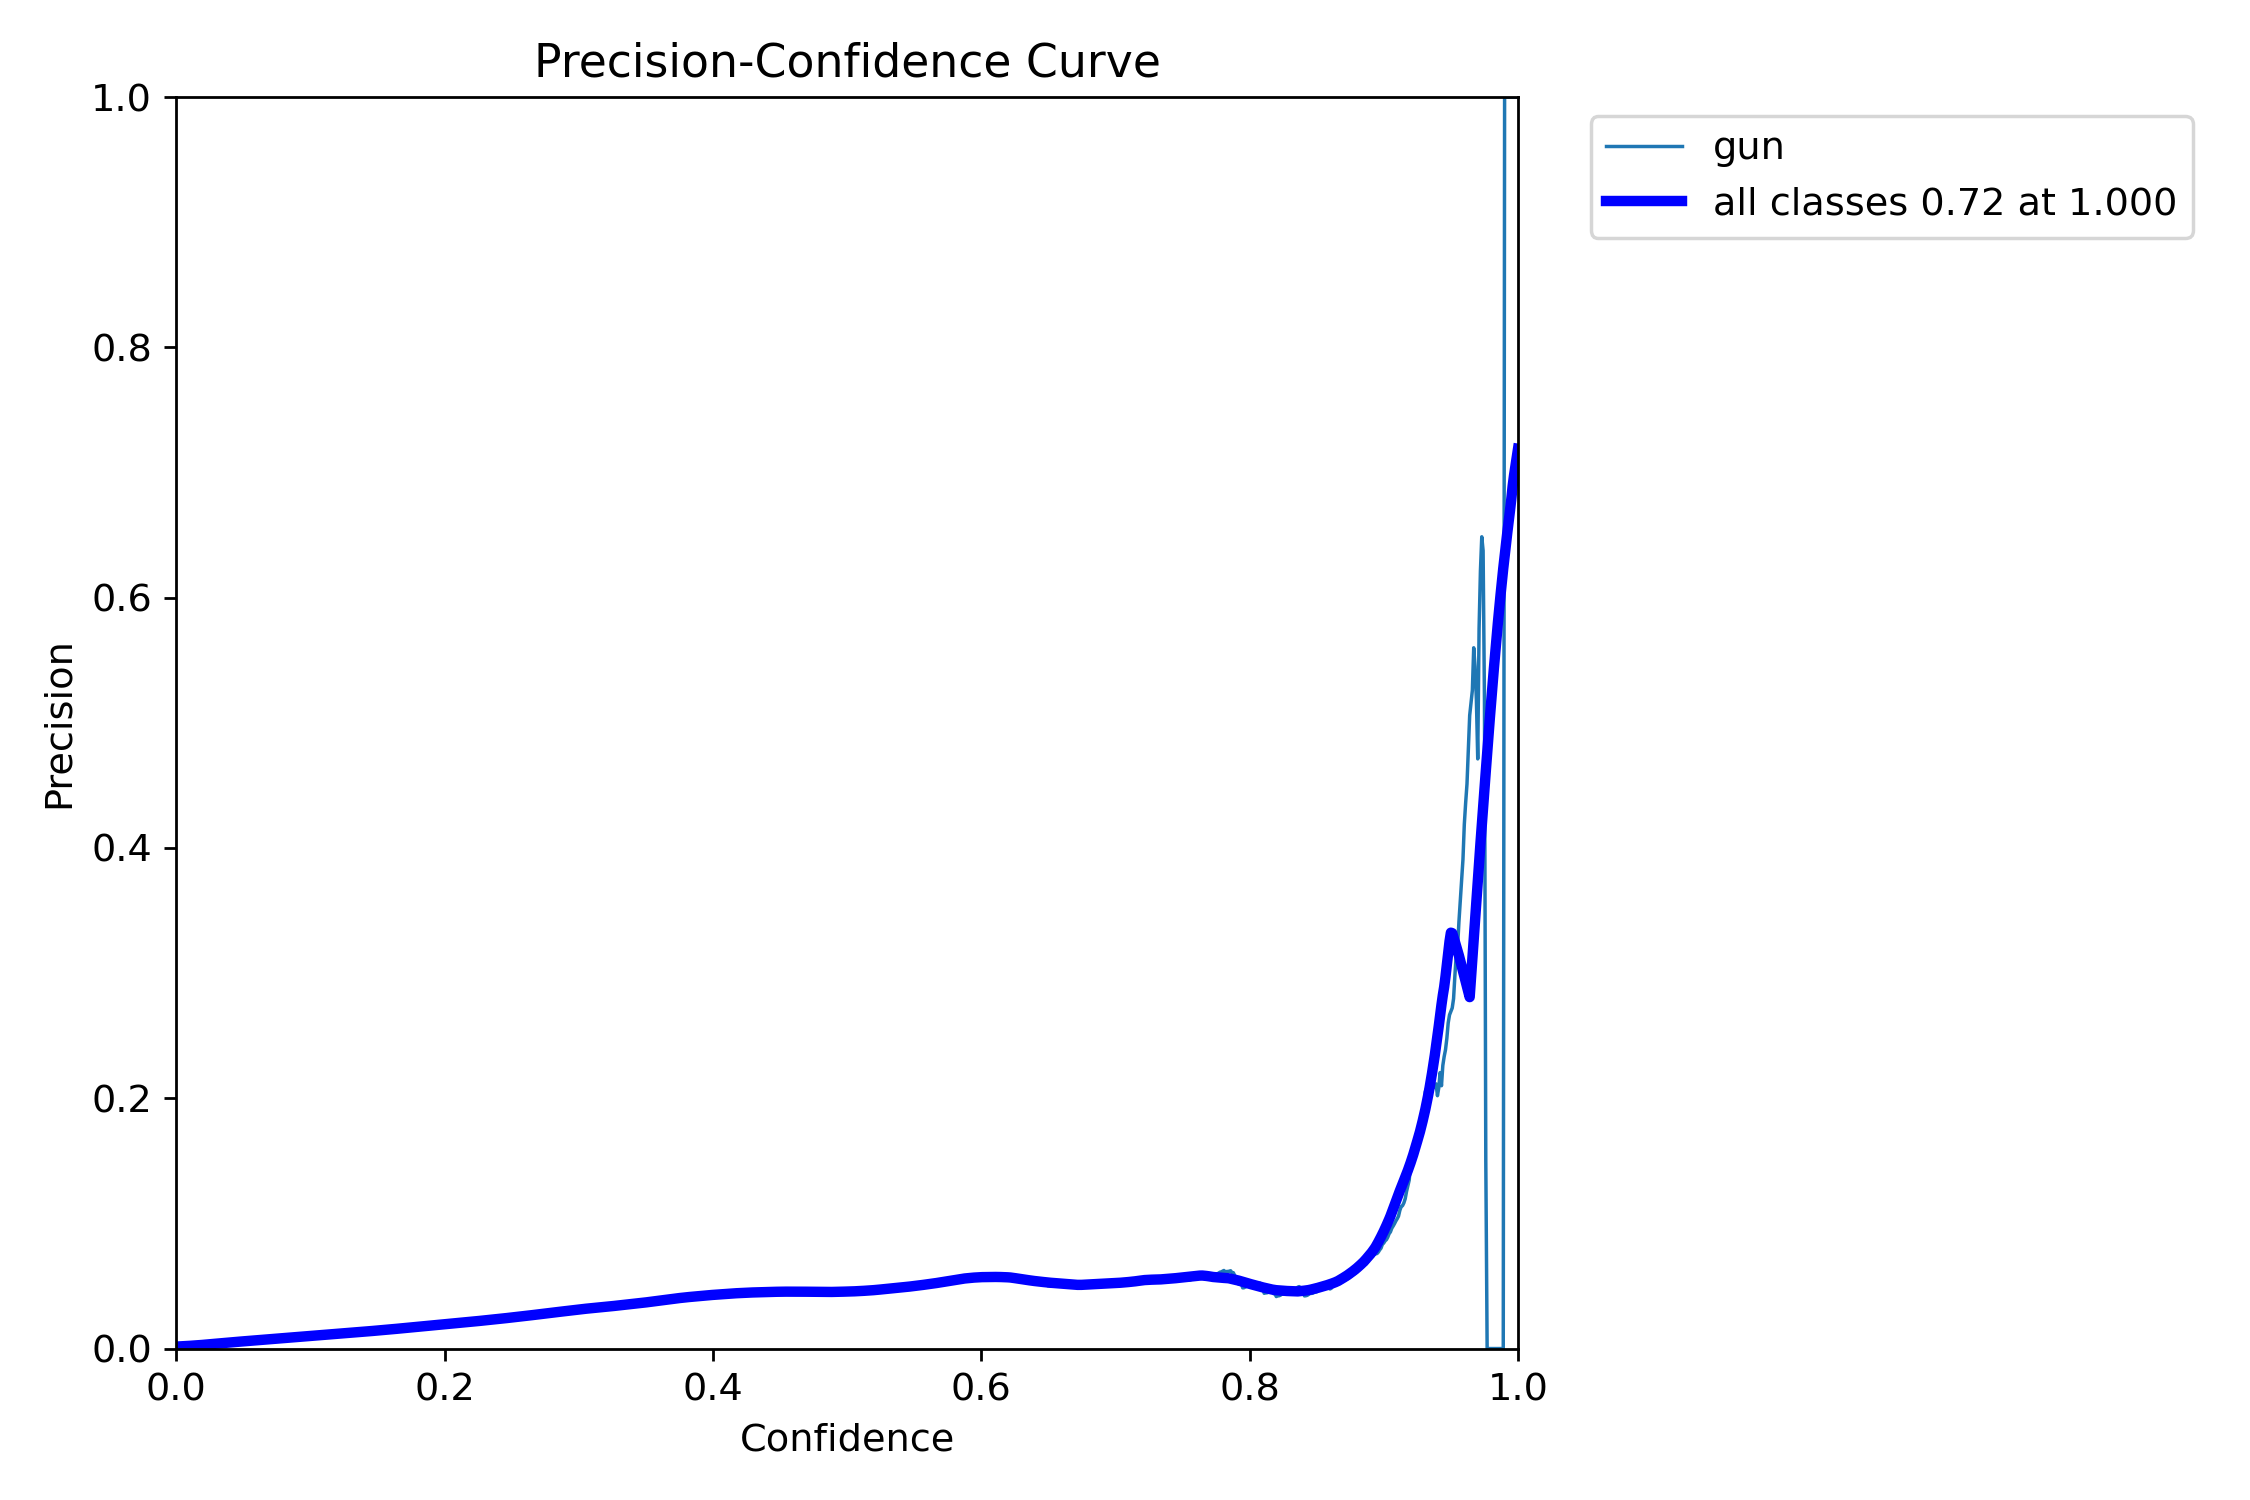 Precision-Confidence Curve
1.0
0.8
0.6
0.4
0.2
0.0
Precision
0.0 0.2 0.4 0.6 0.8 1.0
Confidence
gun
all classes 0.72 at 1.000